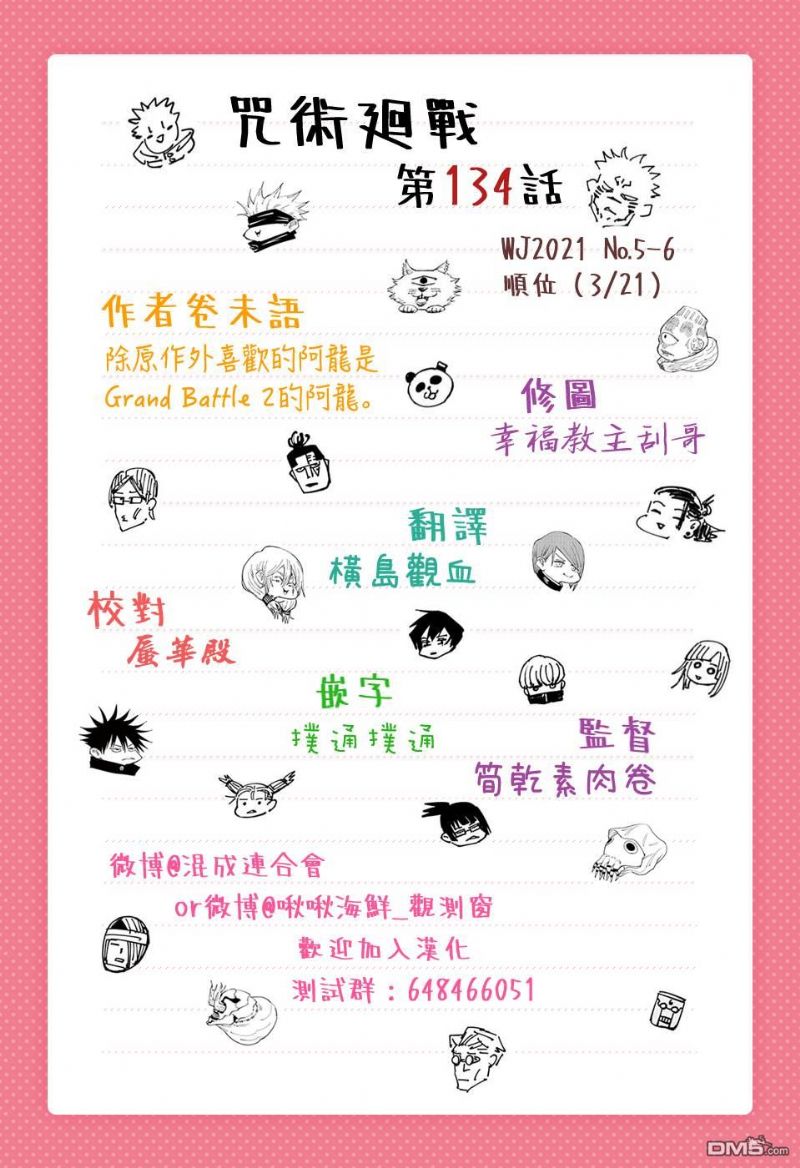 咒術廻戰
第134話
WJ2021 No.5-6
順位 (3/21)
作者卷未語
除原作外喜歡的阿龍是
Grand Battle 2的阿龍。
修圖
幸福教主刮哥
翻譯
橫島觀血
校對
蜃華殿
嵌字
撲通撲通
監督
筒乾素肉卷
微博@混成連合會
or微博@啾啾海鮮_觀測窗
歡迎加入漢化
測試群：648466051
DM5.com